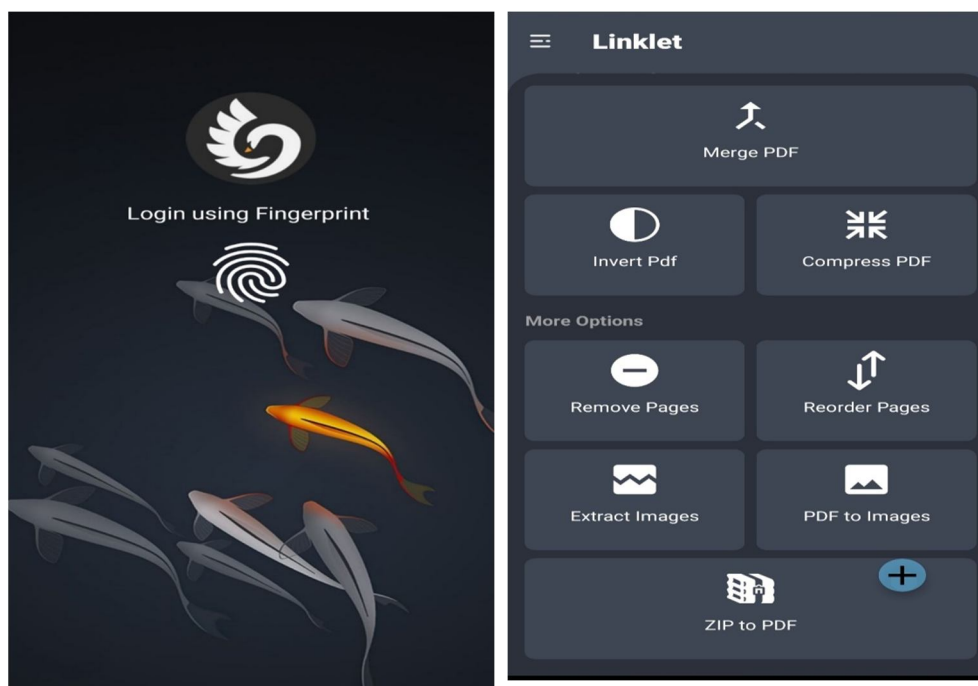 Login using Fingerprint
Linklet
Merge PDF
Invert Pdf
Compress PDF
More Options
Remove Pages
Reorder Pages
Extract Images
PDF to Images
ZIP to PDF